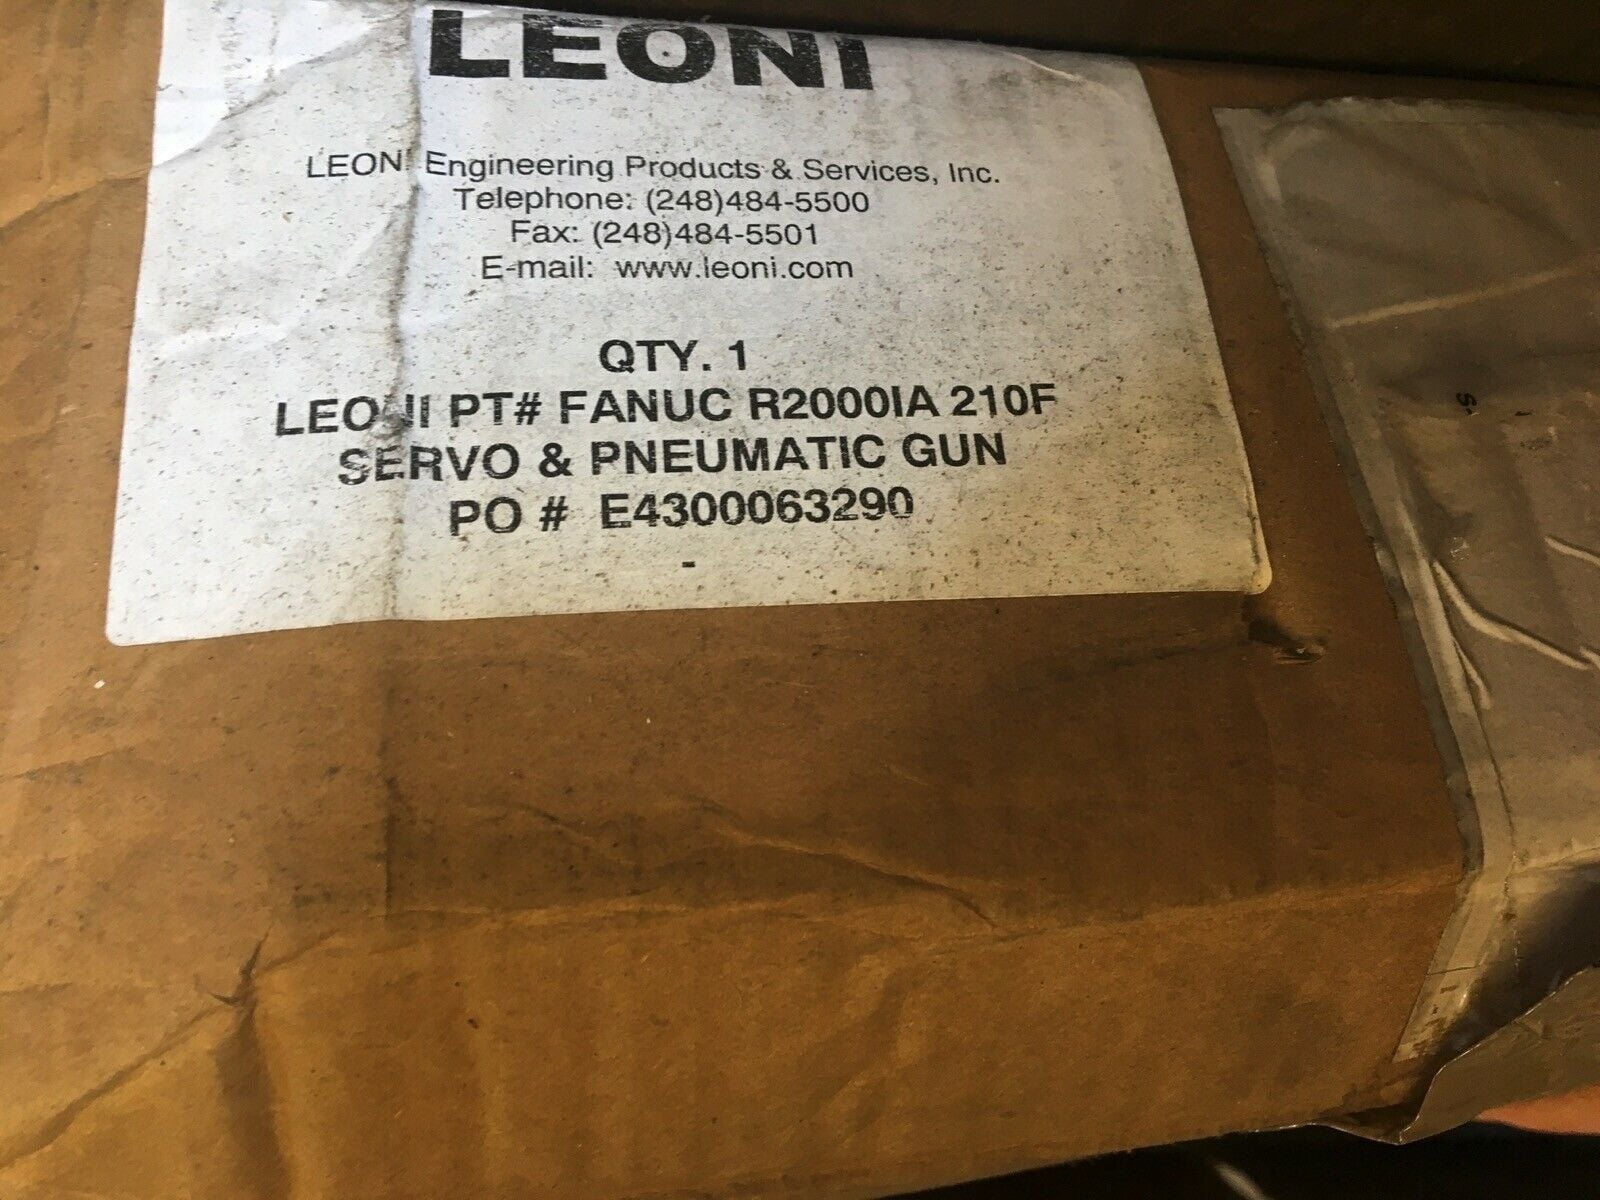 LEONI
LEONI Engineering Products & Services, Inc.
Telephone: (248)484-5500
Fax: (248)484-5501
E-mail: www.leoni.com
QTY. 1
LEONI PT# FANUC R2000IA 210F
SERVO & PNEUMATIC GUN
PO # E4300063290
-